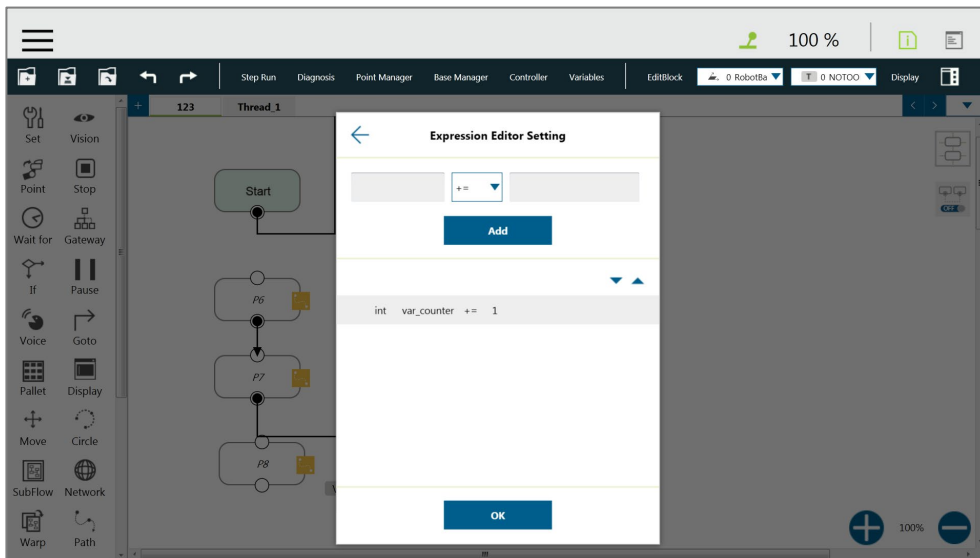 100 %
Step Run Diagnosis Point Manager Base Manager Controller Variables EditBlock 0 RobotBa T 0 NOTOO Display
+ 123 Thread_1
Set Vision
Point Stop
Wait for Gateway
If Pause
Voice Goto
Pallet Display
Move Circle
SubFlow Network
Warp Path
Start
P6
P7
P8
Expression Editor Setting
+=
Add
int var_counter += 1
OK
OFF
100%